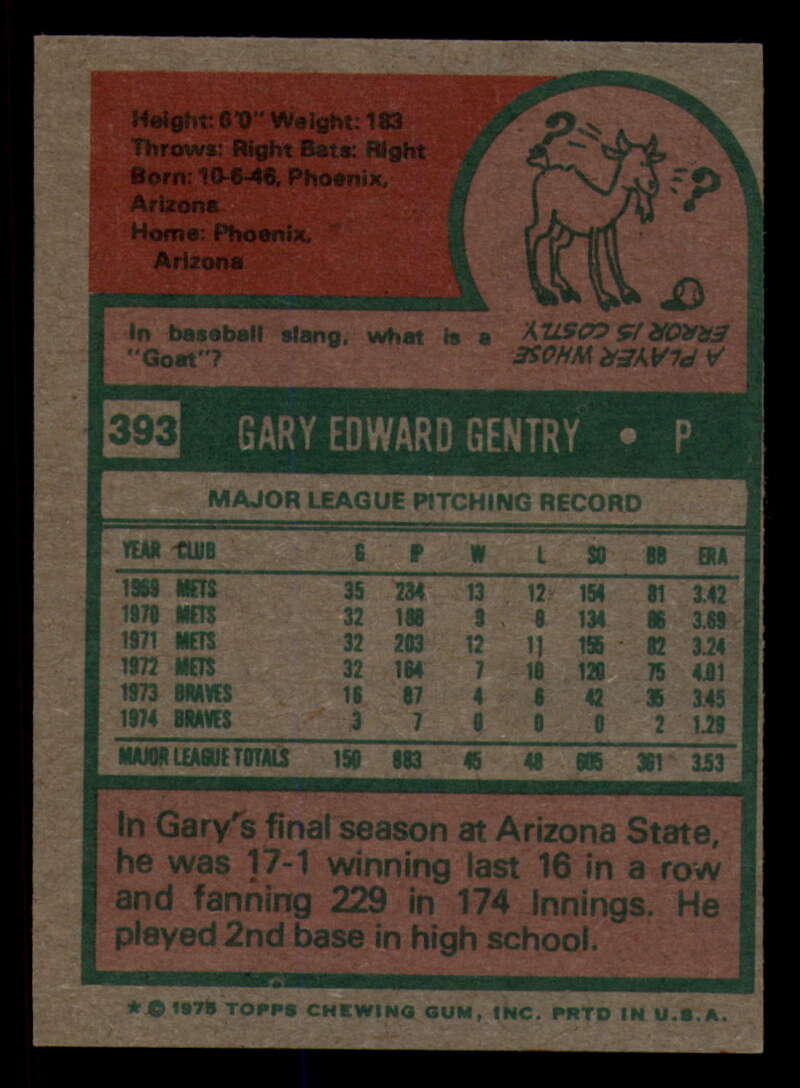 Height: 6'0" Weight: 183
Throws: Right Bats: Right
Born: 10-6-46, Phoenix,
Arizona
Home: Phoenix,
Arizona
? ?
In baseball slang, what is a
"Goat"?
A PLAYER WHOSE
ERROR IS COSTLY
393 GARY EDWARD GENTRY • P
MAJOR LEAGUE PITCHING RECORD
YEAR CLUB G IP W L SO BB ERA
1969 METS 35 234 13 12 154 81 3.42
1970 METS 32 188 9 9 134 86 3.69
1971 METS 32 203 12 11 155 82 3.24
1972 METS 32 164 7 10 120 75 4.01
1973 BRAVES 16 87 4 6 42 35 3.45
1974 BRAVES 3 7 0 0 0 2 1.29
MAJOR LEAGUE TOTALS 150 883 45 48 605 361 3.53
In Gary's final season at Arizona State,
he was 17-1 winning last 16 in a row
and fanning 229 in 174 Innings. He
played 2nd base in high school.
* © 1975 TOPPS CHEWING GUM, INC. PRTD IN U.S.A.